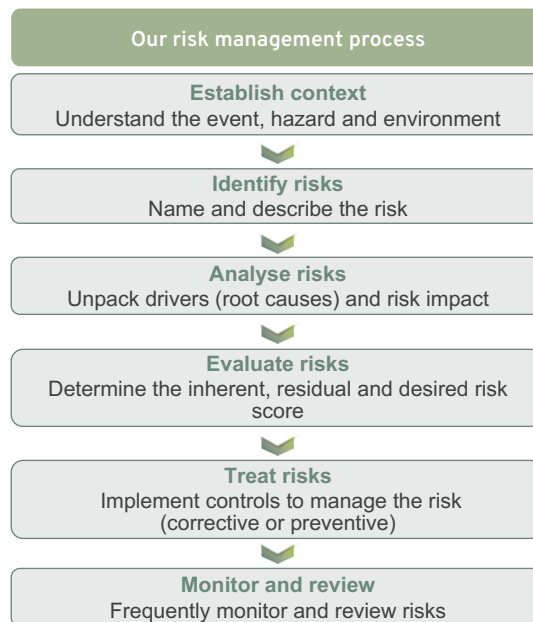 Our risk management process
Establish context
Understand the event, hazard and environment
Identify risks
Name and describe the risk
Analyse risks
Unpack drivers (root causes) and risk impact
Evaluate risks
Determine the inherent, residual and desired risk
score
Treat risks
Implement controls to manage the risk
(corrective or preventive)
Monitor and review
Frequently monitor and review risks